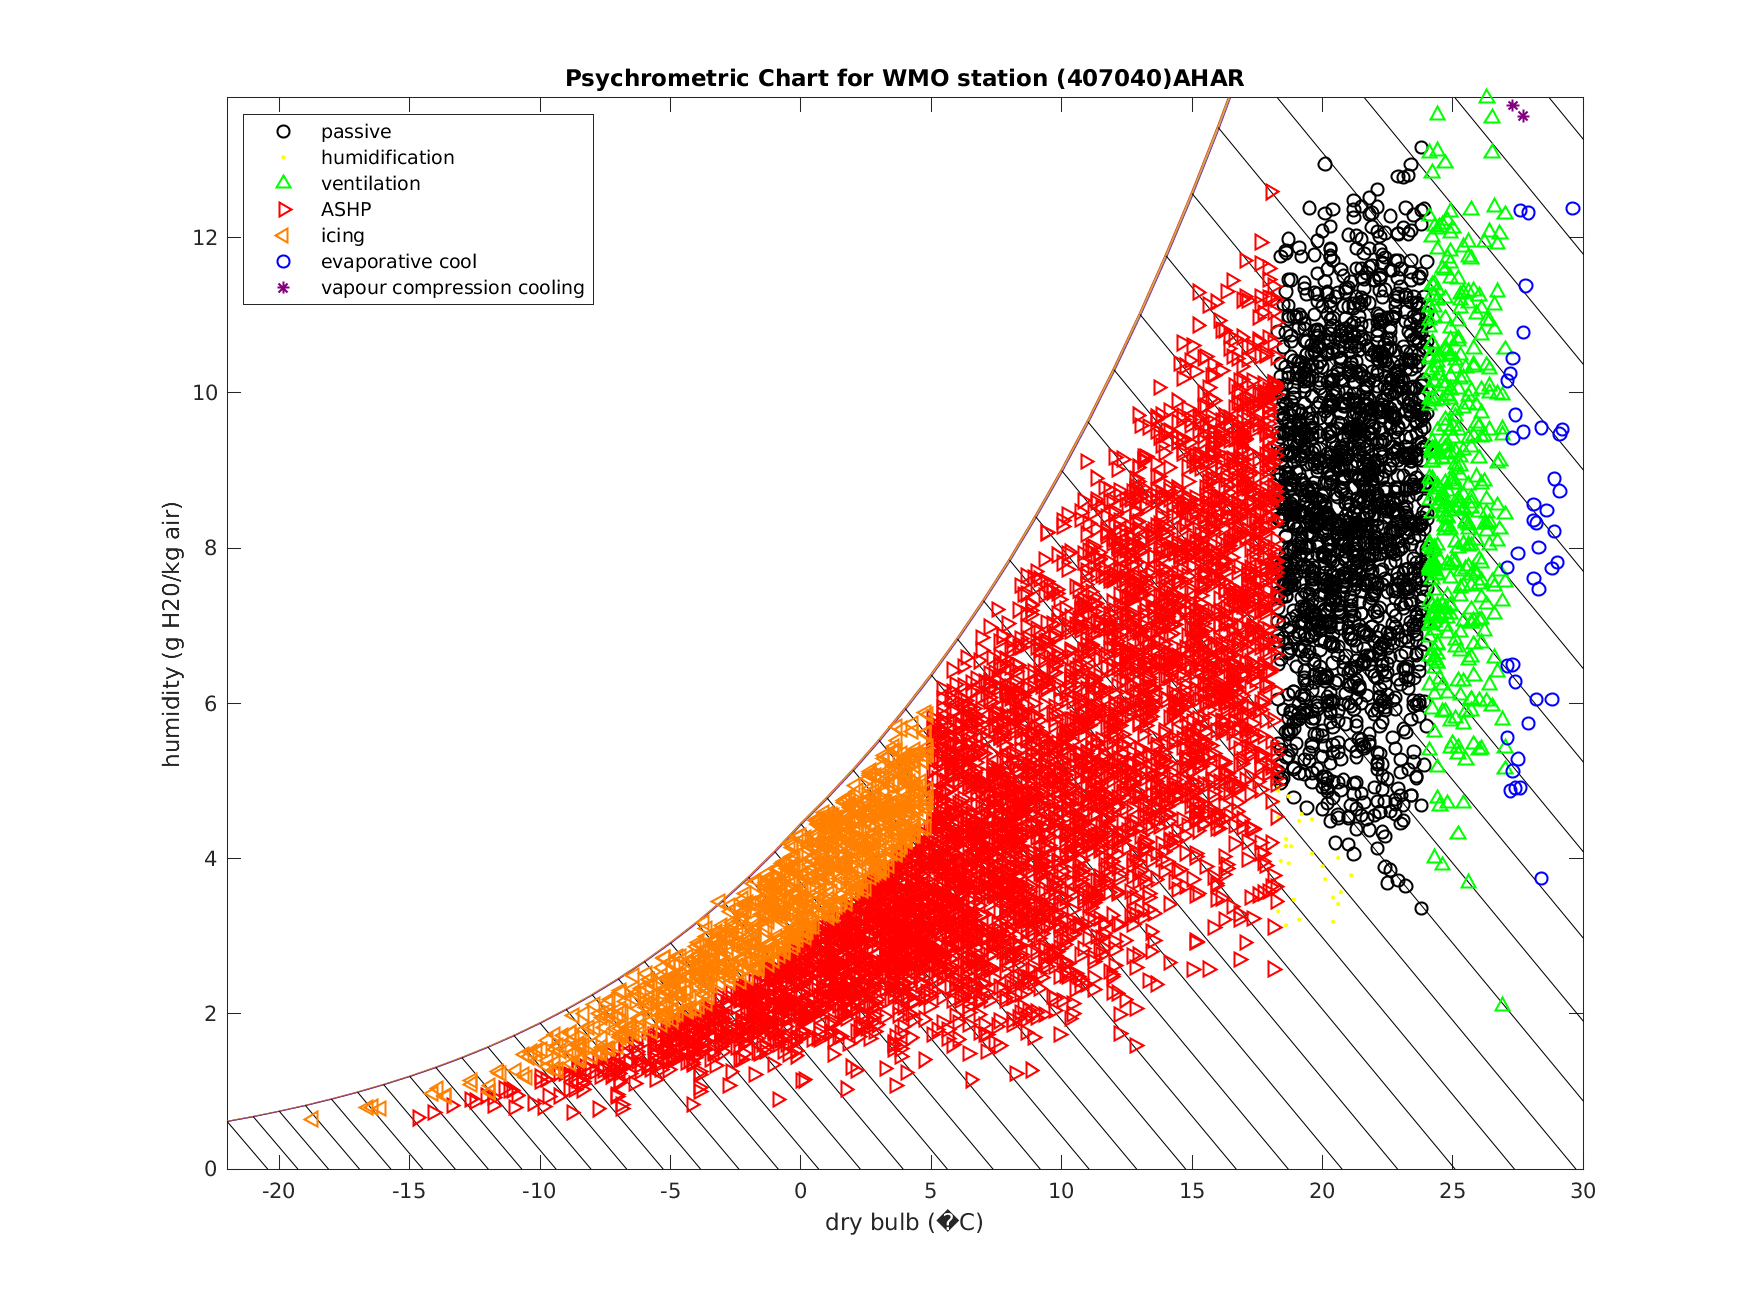 Psychrometric Chart for WMO station (407040)AHAR
passive
humidification
ventilation
ASHP
icing
evaporative cool
vapour compression cooling
humidity (g H20/kg air)
12
10
8
6
4
2
0
-20 -15 -10 -5 0 5 10 15 20 25 30
dry bulb (�C)